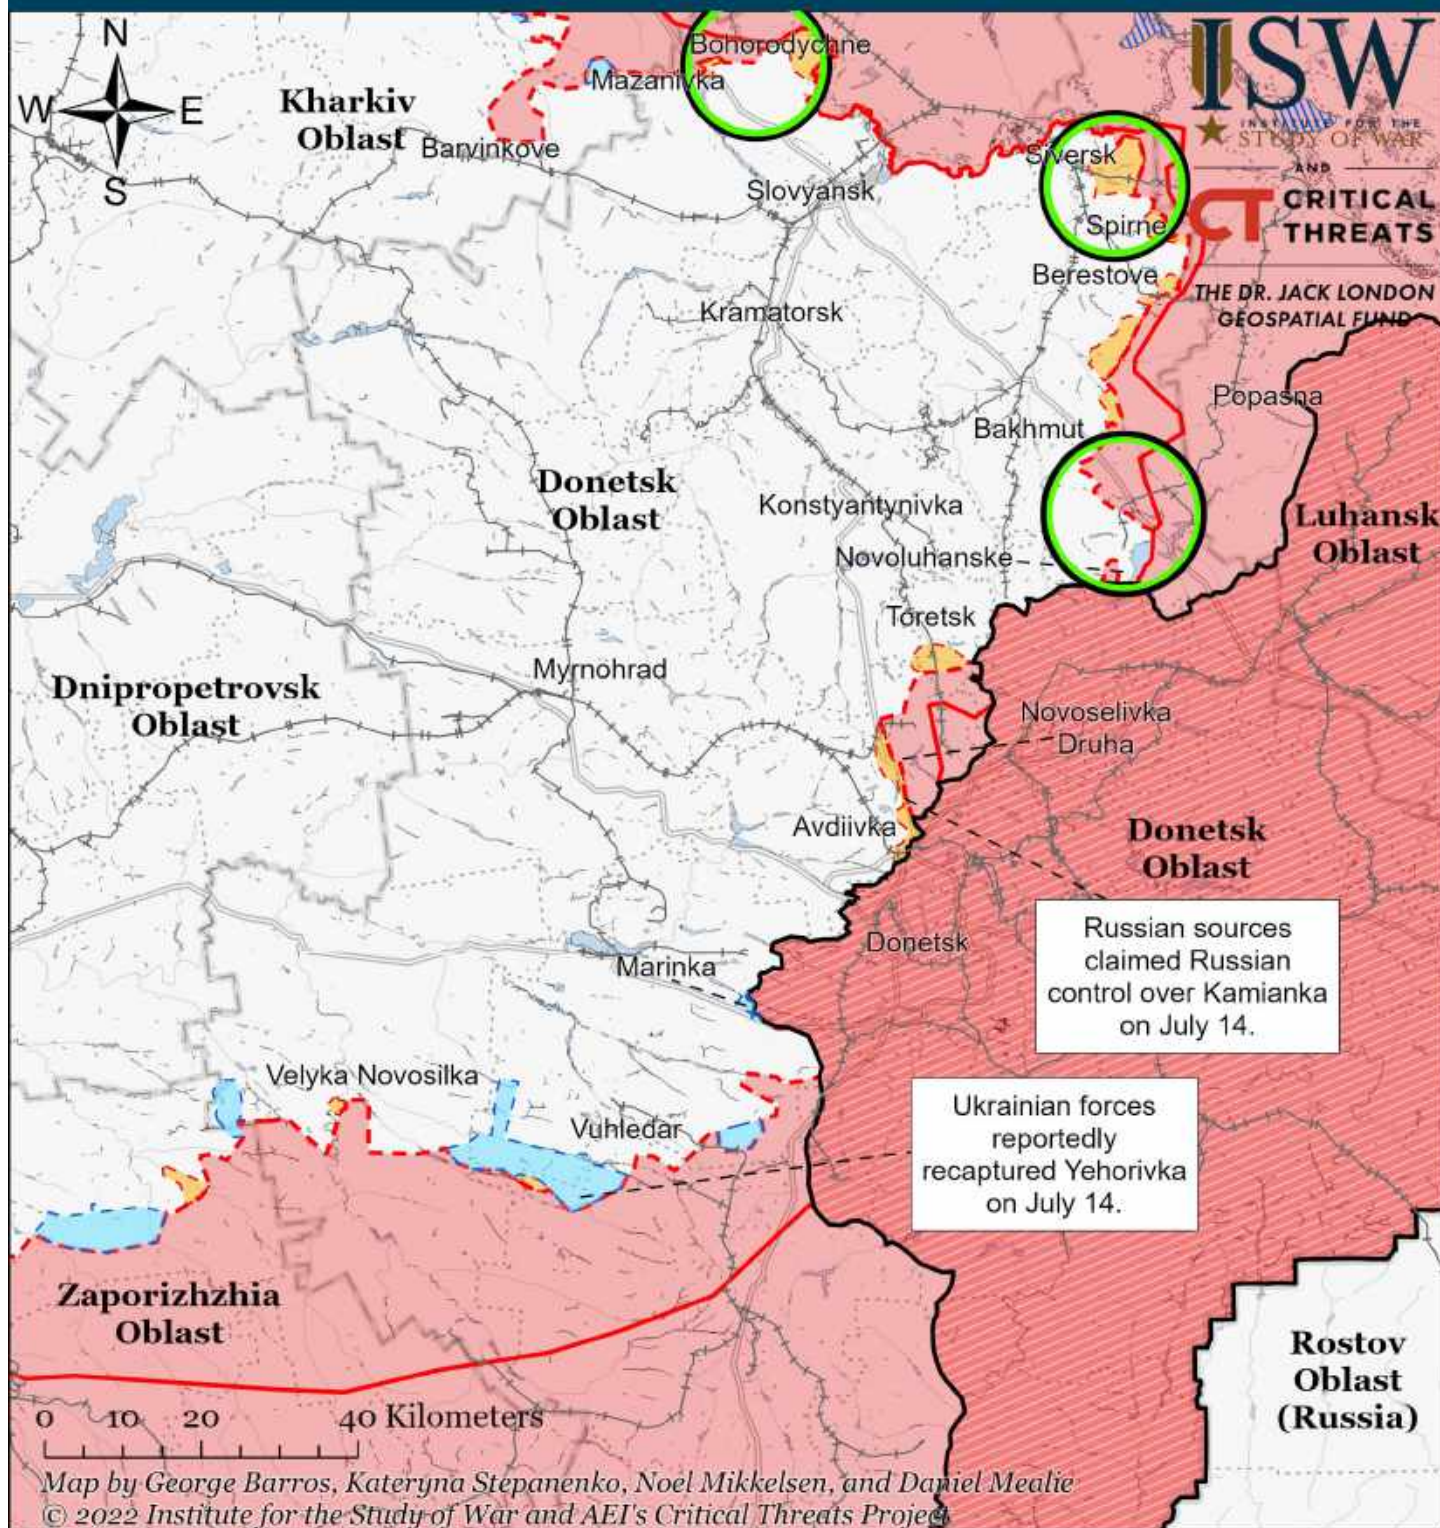 N
W
E
S
ISW
INSTITUTE FOR THE
STUDY OF WAR
AND
CT
CRITICAL
THREATS
THE DR. JACK LONDON
GEOSPATIAL FUND
Bohorodychne
Mazanivka
Kharkiv
Oblast
Barvinkove
Siversk
Slovyansk
Spirne
Berestove
Kramatorsk
Popasna
Bakhmut
Donetsk
Oblast
Konstyantynivka
Luhansk
Oblast
Novoluhanske
Toretsk
Myrnohrad
Dnipropetrovsk
Oblast
Novoselivka
Druha
Avdiivka
Donetsk
Oblast
Russian sources
claimed Russian
control over Kamianka
on July 14.
Donetsk
Marinka
Velyka Novosilka
Vuhledar
Ukrainian forces
reportedly
recaptured Yehorivka
on July 14.
Zaporizhzhia
Oblast
Rostov
Oblast
(Russia)
0 10 20 40 Kilometers
Map by George Barros, Kateryna Stepanenko, Noel Mikkelsen, and Daniel Mealie
© 2022 Institute for the Study of War and AEI's Critical Threats Project